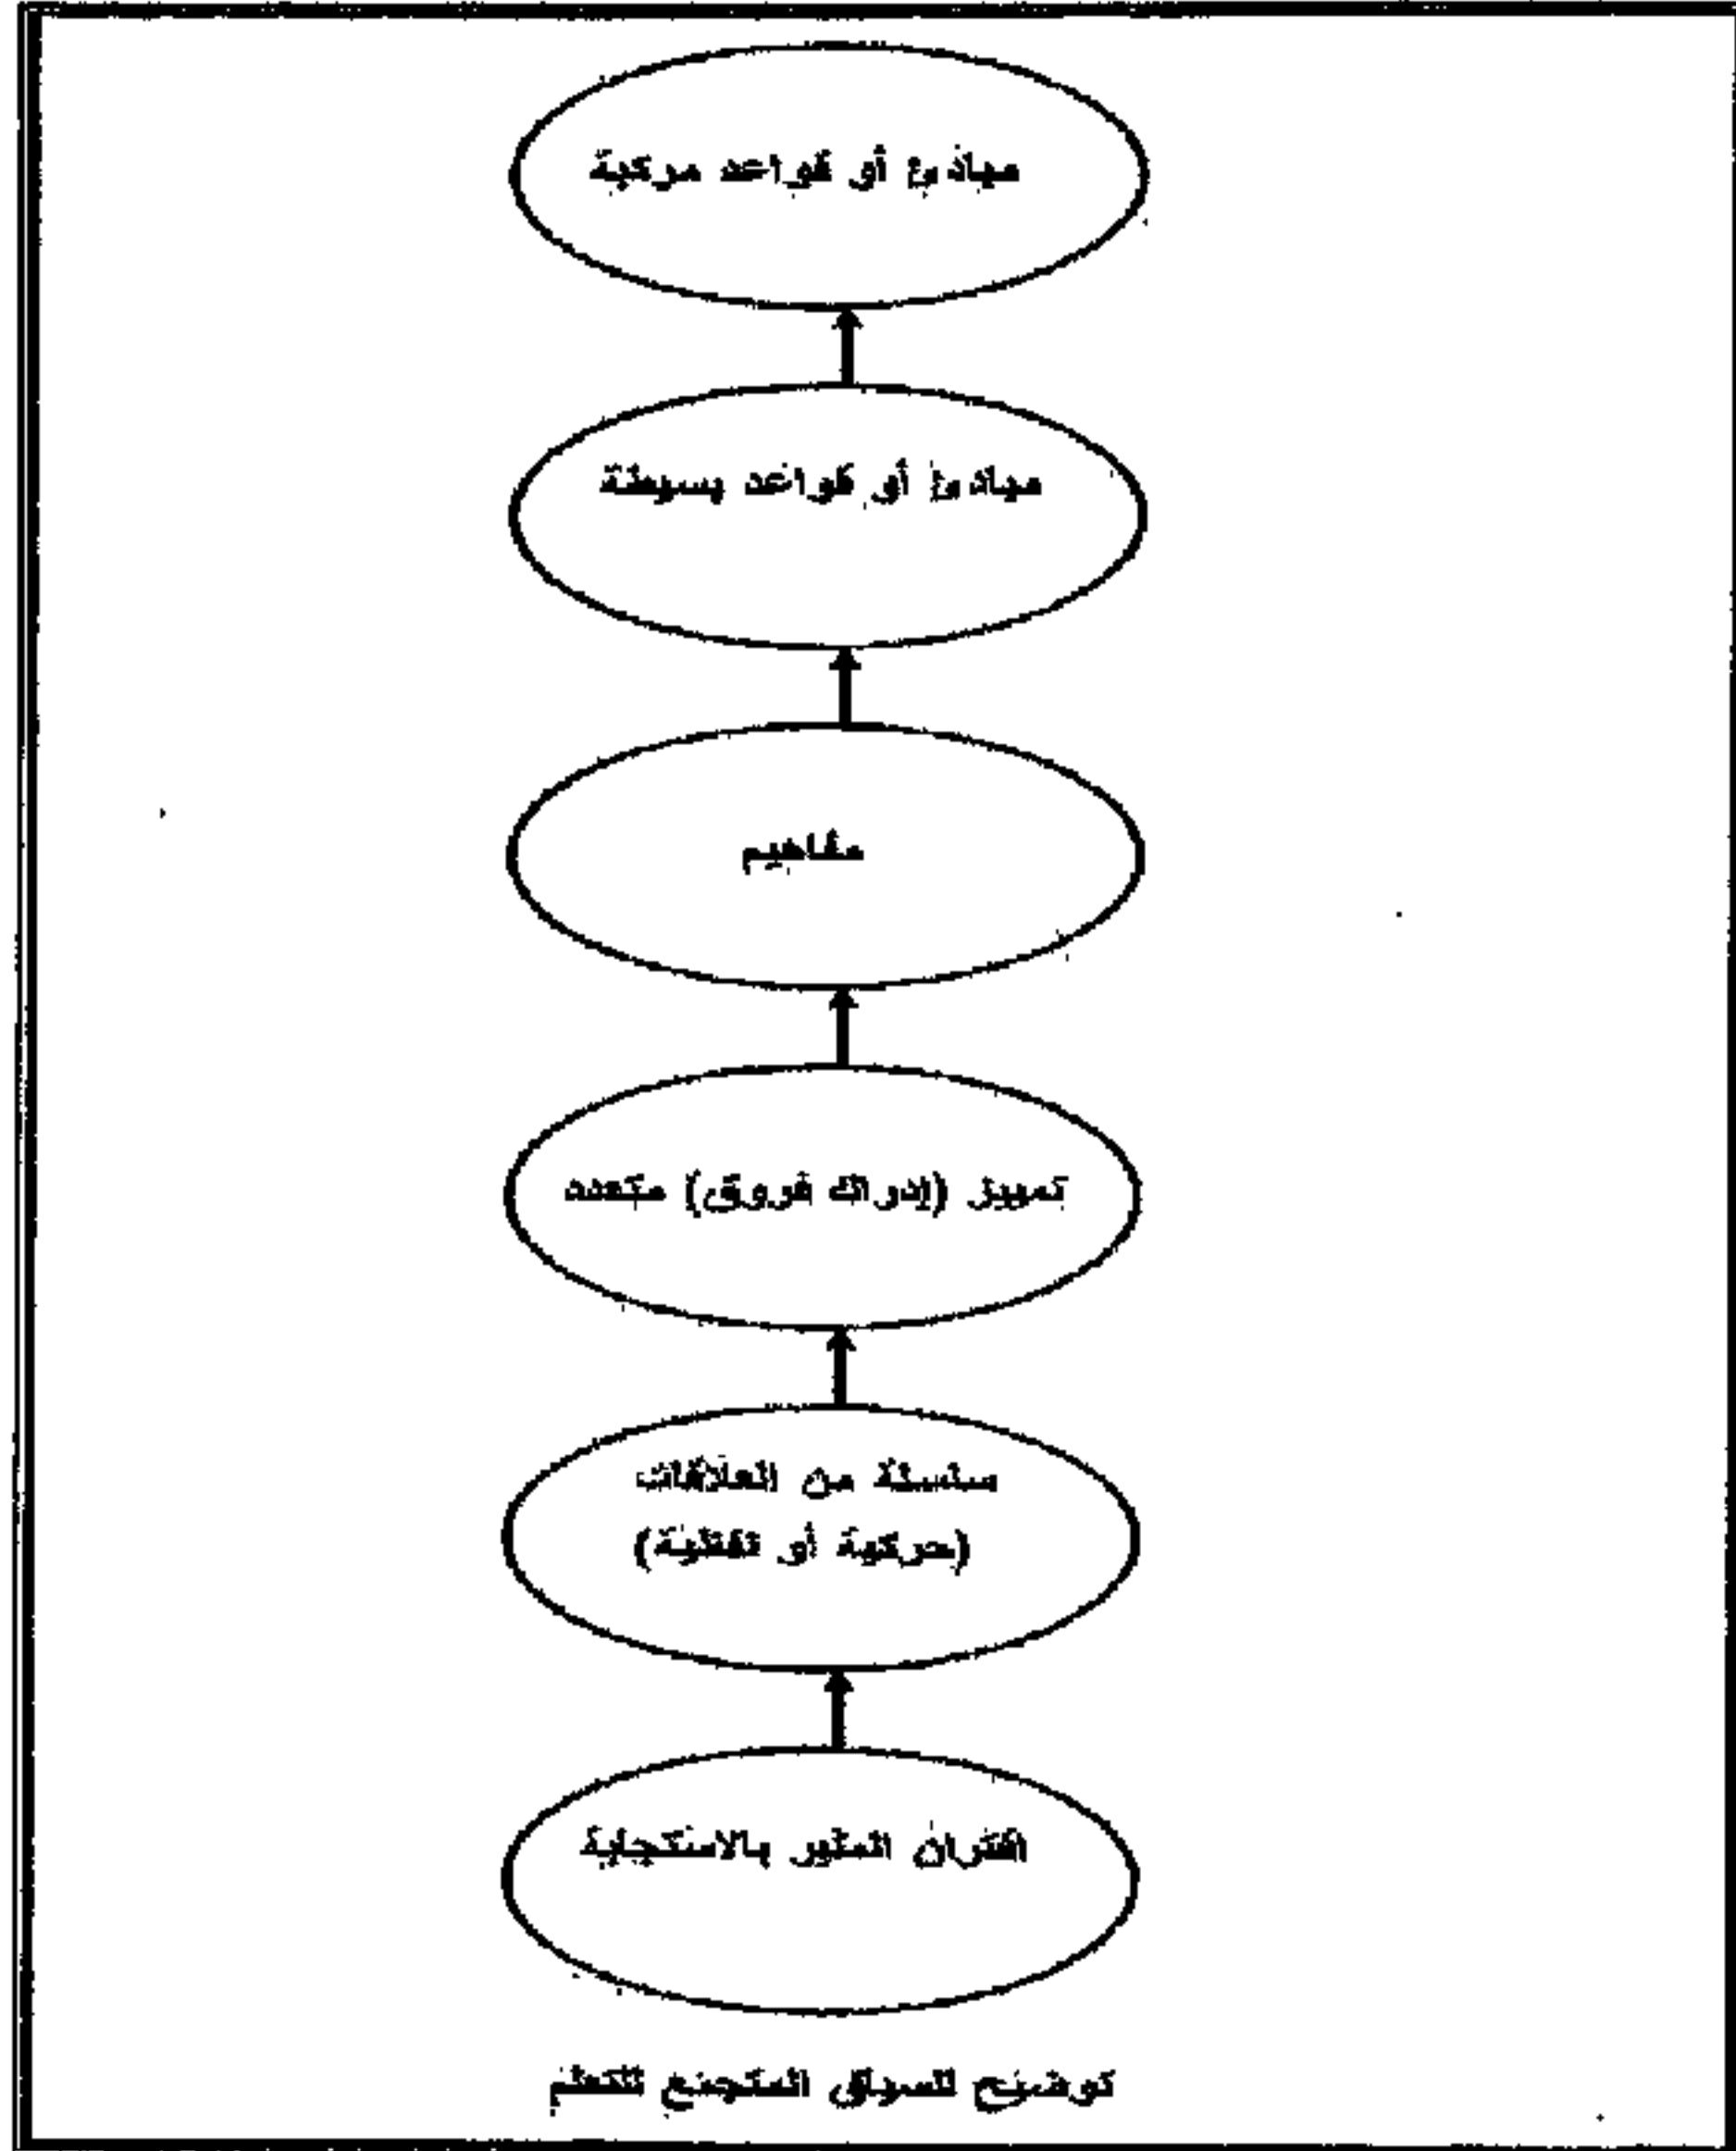 مبادئ أو قواعد مركبة
مبادئ أو قواعد بسيطة
مفاهيم
تمييز (إدراك فروق) متعدد
سلسلة من العلاقات
(حركية أو لفظية)
اقتران المثير بالاستجابة
توضيح للسياق المتجمع للتعلم